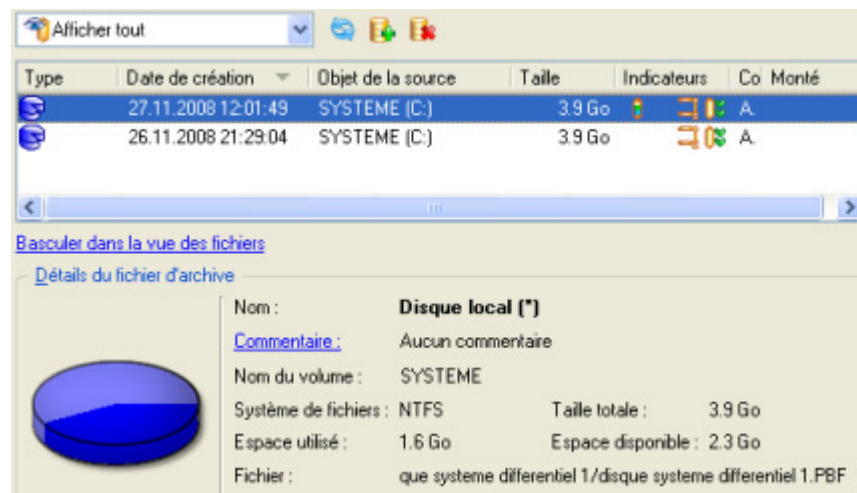 Afficher tout
Type Date de création Objet de la source Taille Indicateurs Co Monté
27.11.2008 12:01:49 SYSTEME (C:) 3.9 Go A.
26.11.2008 21:29:04 SYSTEME (C:) 3.9 Go A.
Basculer dans la vue des fichiers
Détails du fichier d'archive
Nom : Disque local (*)
Commentaire : Aucun commentaire
Nom du volume : SYSTEME
Système de fichiers : NTFS Taille totale : 3.9 Go
Espace utilisé : 1.6 Go Espace disponible : 2.3 Go
Fichier : que systeme differentiel 1/disque systeme differentiel 1.PBF